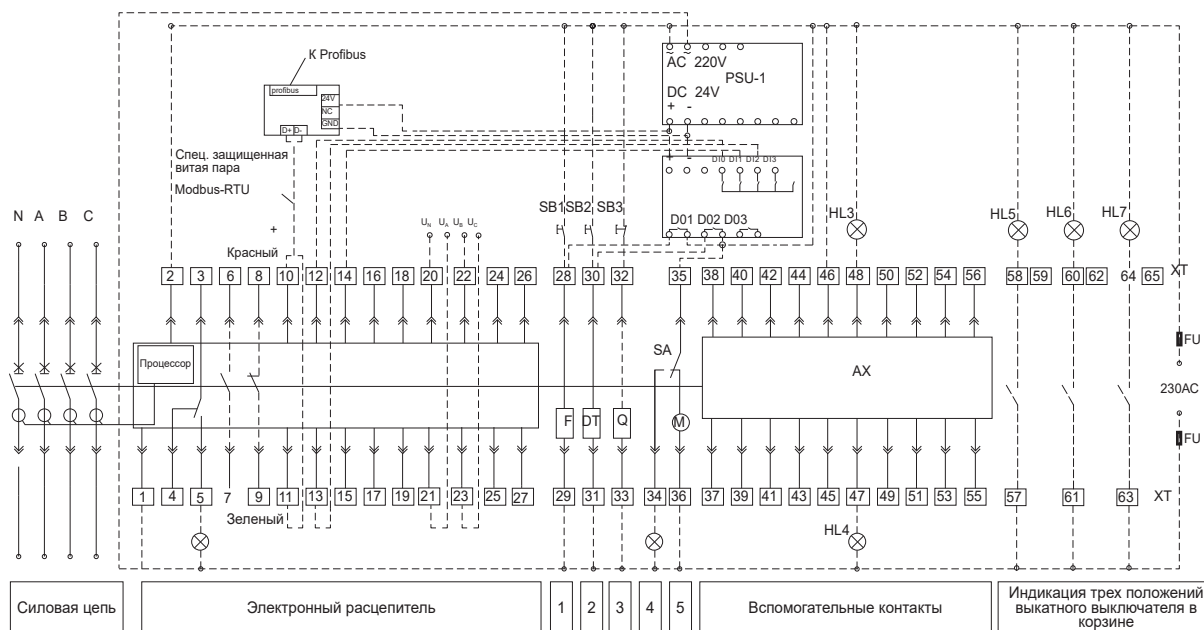 К Profibus
profibus
24V
NC
GND
D+ D-
AC 220V
PSU-1
DC 24V
+ -
+ - DI0 DI1 DI2 DI3
D01 D02 D03
Спец. защищенная
витая пара
Modbus-RTU
+
Красный
N A B C
U_N U_A U_B U_C
SB1 SB2 SB3
HL3
HL5 HL6 HL7
2 3 6 8 10 12 14 16 18 20 22 24 26 28 30 32 35 38 40 42 44 46 48 50 52 54 56 58 59 60 62 64 65 XT
FU
Процессор
SA
AX
230AC
F DT Q M
FU
1 4 5 7 9 11 13 15 17 19 21 23 25 27 29 31 33 34 36 37 39 41 43 45 47 49 51 53 55 57 61 63 XT
Зеленый
HL4
Силовая цепь
Электронный расцепитель
1 2 3 4 5
Вспомогательные контакты
Индикация трех положений
выкатного выключателя в
корзине